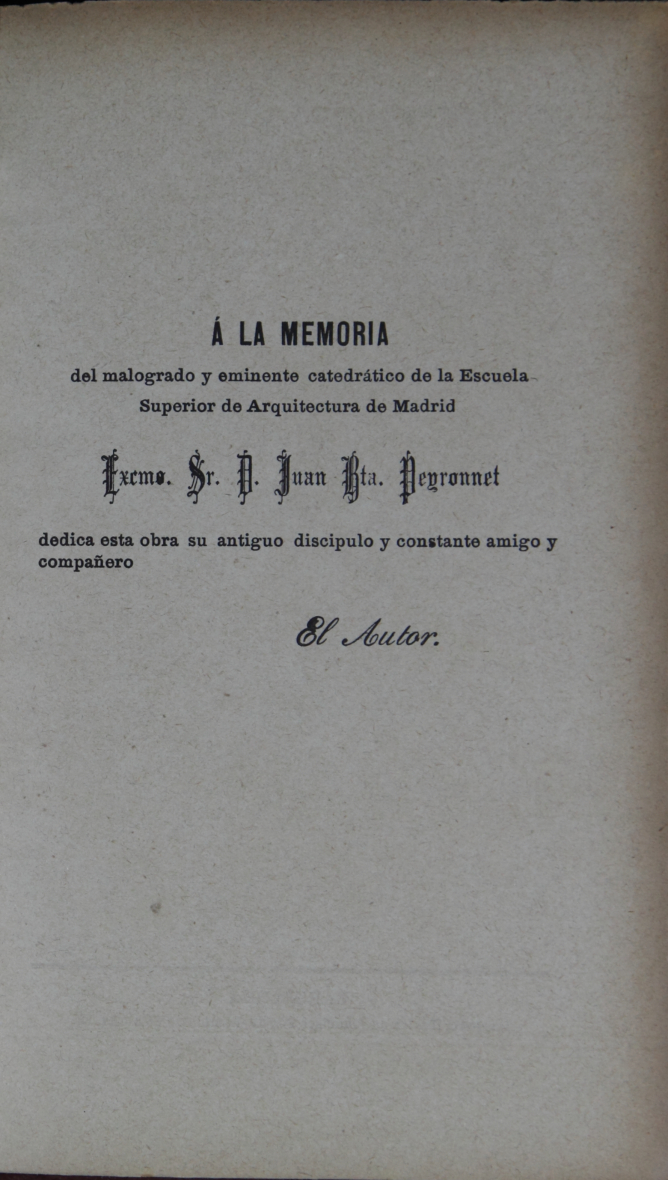 Á LA MEMORIA
del malogrado y eminente catedrático de la Escuela
Superior de Arquitectura de Madrid
Excmo. Sr. D. Juan Bta. Peyronnet
dedica esta obra su antiguo discipulo y constante amigo y
compañero
El Autor.